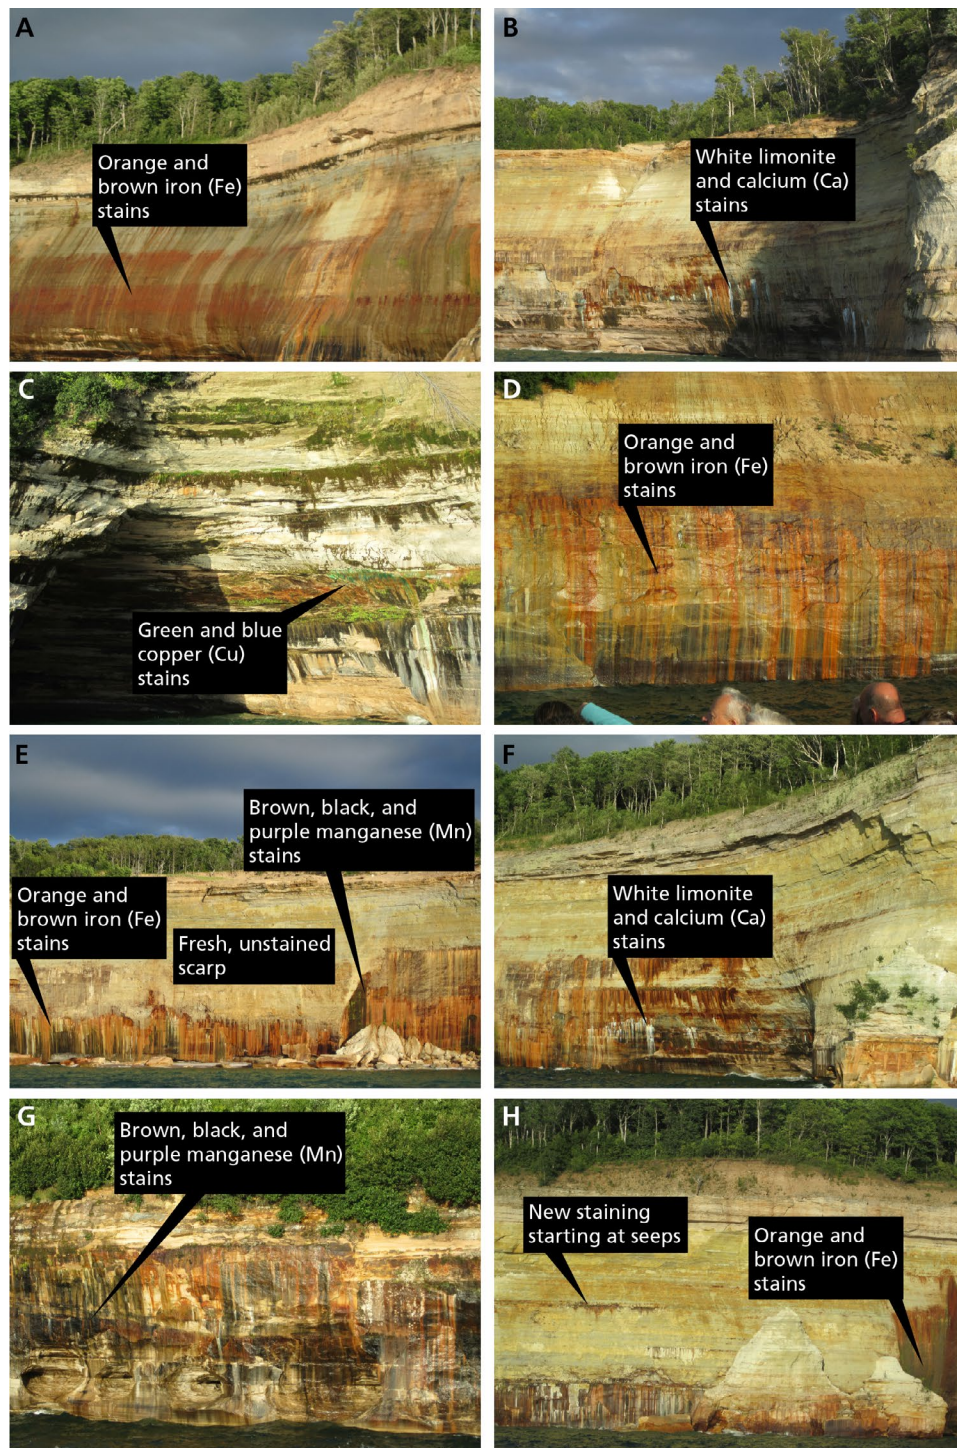 A
Orange and
brown iron (Fe)
stains
B
White limonite
and calcium (Ca)
stains
C
Green and blue
copper (Cu)
stains
D
Orange and
brown iron (Fe)
stains
E
Brown, black, and
purple manganese (Mn)
stains
Orange and
brown iron (Fe)
stains
Fresh, unstained
scarp
F
White limonite
and calcium (Ca)
stains
G
Brown, black, and
purple manganese (Mn)
stains
H
New staining
starting at seeps
Orange and
brown iron (Fe)
stains